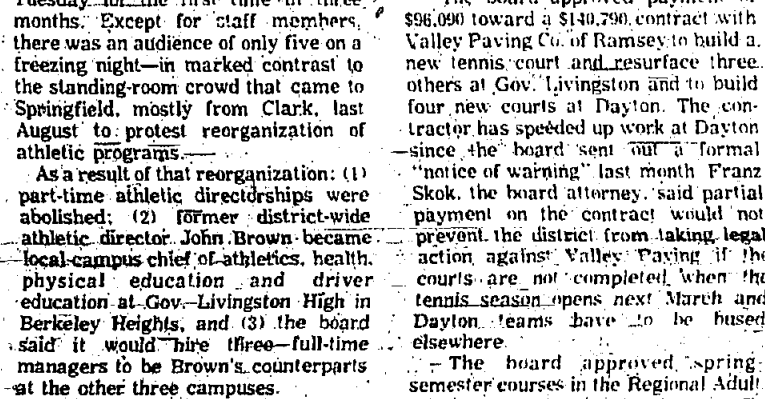 Tuesday for the first time in three
months. Except for staff members,
there was an audience of only five on a
freezing night—in marked contrast to
the standing-room crowd that came to
Springfield, mostly from Clark, last
August to protest reorganization of
athletic programs.
As a result of that reorganization: (1)
part-time athletic directorships were
abolished; (2) former district-wide
athletic director John Brown became
local-campus chief of athletics, health,
physical education and driver
education at Gov. Livingston High in
Berkeley Heights, and (3) the board
said it would hire three full-time
managers to be Brown's counterparts
at the other three campuses.
The board approved payment of
$96,090 toward a $140,790 contract with
Valley Paving Co. of Ramsey to build a
new tennis court and resurface three
others at Gov. Livingston and to build
four new courts at Dayton. The con-
tractor has speeded up work at Dayton
since the board sent out a formal
"notice of warning" last month Franz
Skok, the board attorney, said partial
payment on the contract would not
prevent the district from taking legal
action against Valley Paving if the
courts are not completed when the
tennis season opens next March and
Dayton teams have to be bused
elsewhere.
— The board approved spring-
semester courses in the Regional Adult